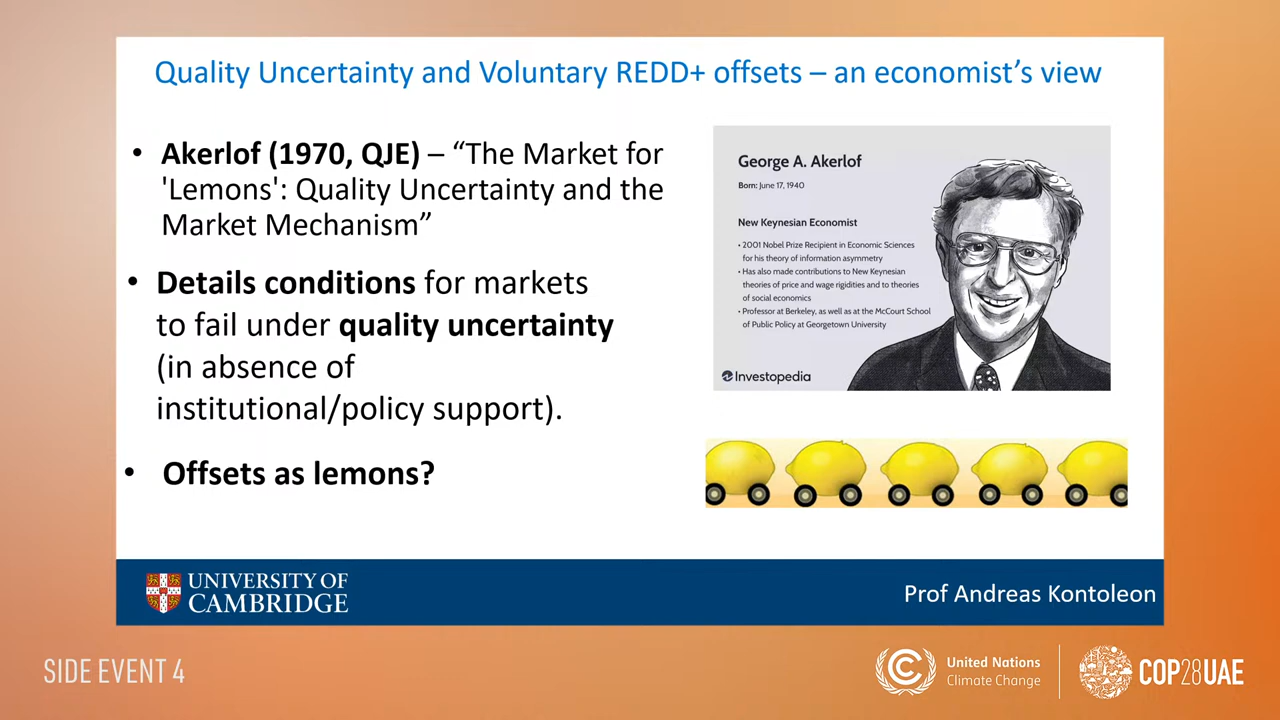 Quality Uncertainty and Voluntary REDD+ offsets – an economist’s view
• Akerlof (1970, QJE) – “The Market for
'Lemons': Quality Uncertainty and the
Market Mechanism”
• Details conditions for markets
to fail under quality uncertainty
(in absence of
institutional/policy support).
• Offsets as lemons?
George A. Akerlof
Born: June 17, 1940
New Keynesian Economist
• 2001 Nobel Prize Recipient in Economic Sciences
for his theory of information asymmetry
• Has also made contributions to New Keynesian
theories of price and wage rigidities and to theories
of social economics
• Professor at Berkeley, as well as at the McCourt School
of Public Policy at Georgetown University
Investopedia
UNIVERSITY OF
CAMBRIDGE
Prof Andreas Kontoleon
SIDE EVENT 4
United Nations
Climate Change
COP28UAE